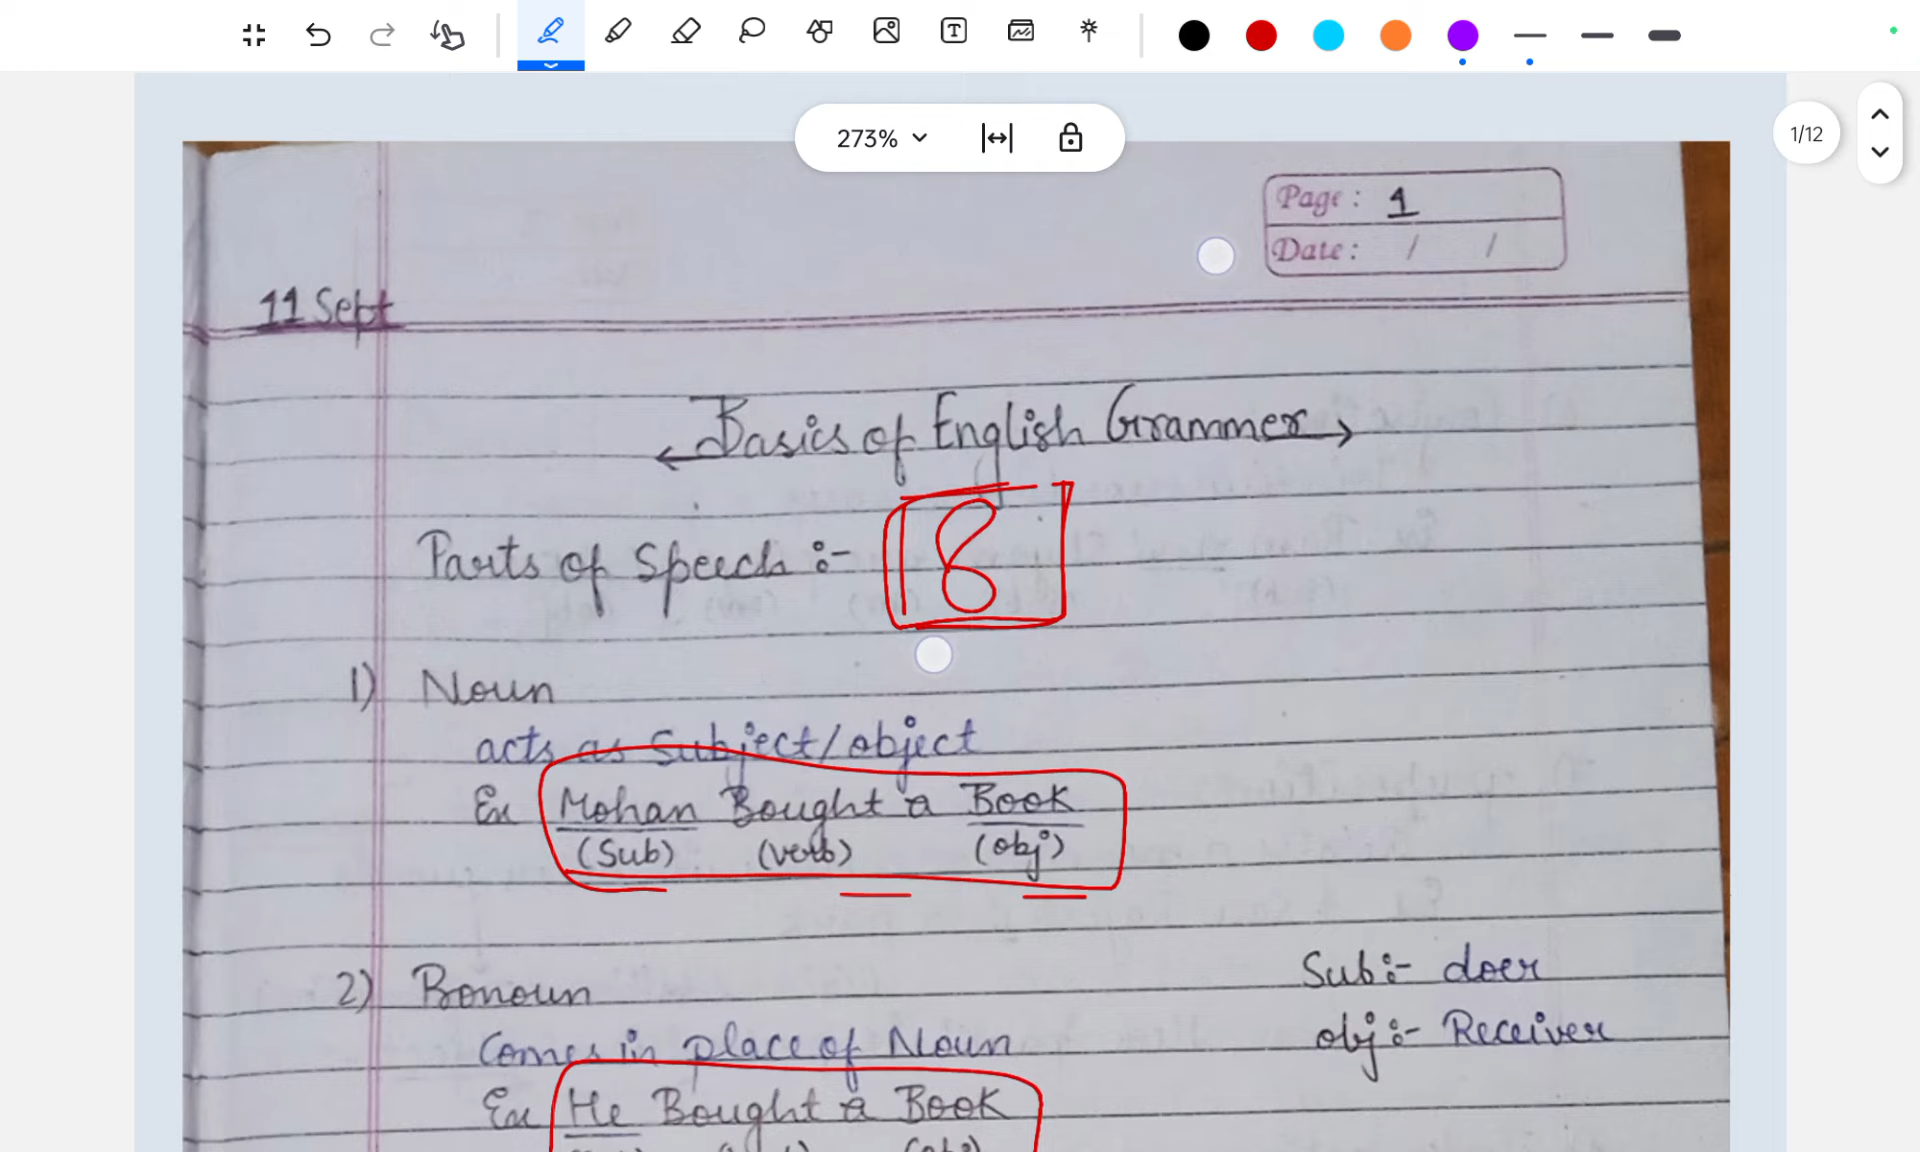 273%
1/12
Page: 1
Date: / /
11 Sept
Basics of English Grammer
Parts of Speech :- 8
1) Noun
acts as Subject/object
Ex Mohan Bought a Book
(Sub) (verb) (obj)
2) Pronoun
Sub:- doer
Comes in place of Noun
obj:- Receiver
Ex He Bought a Book